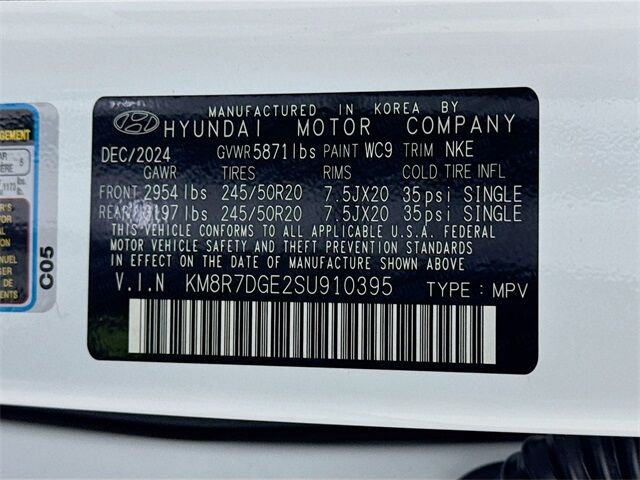 MANUFACTURED IN KOREA BY
HYUNDAI MOTOR COMPANY
DEC/2024 GVWR 5871lbs PAINT WC9 TRIM NKE
GAWR TIRES RIMS COLD TIRE INFL
FRONT 2954lbs 245/50R20 7.5JX20 35psi SINGLE
REAR 3197lbs 245/50R20 7.5JX20 35psi SINGLE
THIS VEHICLE CONFORMS TO ALL APPLICABLE U.S.A. FEDERAL
MOTOR VEHICLE SAFETY AND THEFT PREVENTION STANDARDS
IN EFFECT ON THE DATE OF MANUFACTURE SHOWN ABOVE.
V.I.N KM8R7DGE2SU910395 TYPE : MPV
C05